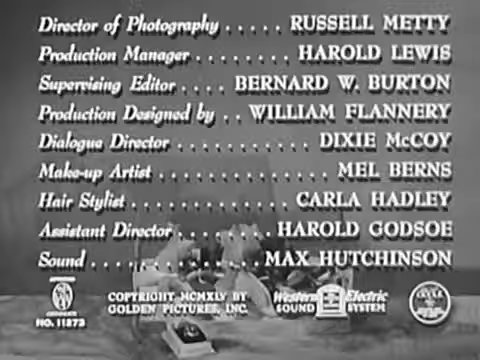 Director of Photography . . . . . RUSSELL METTY
Production Manager . . . . . . . . HAROLD LEWIS
Supervising Editor . . . . BERNARD W. BURTON
Production Designed by . . WILLIAM FLANNERY
Dialogue Director . . . . . . . . . . DIXIE McCOY
Make-up Artist . . . . . . . . . . . . . MEL BERNS
Hair Stylist . . . . . . . . . . . . CARLA HADLEY
Assistant Director . . . . . . . HAROLD GODSOE
Sound . . . . . . . . . . . . . MAX HUTCHINSON
COPYRIGHT MCMXLV BY
GOLDEN PICTURES, INC.
Western Electric
SOUND SYSTEM
NO. 11273